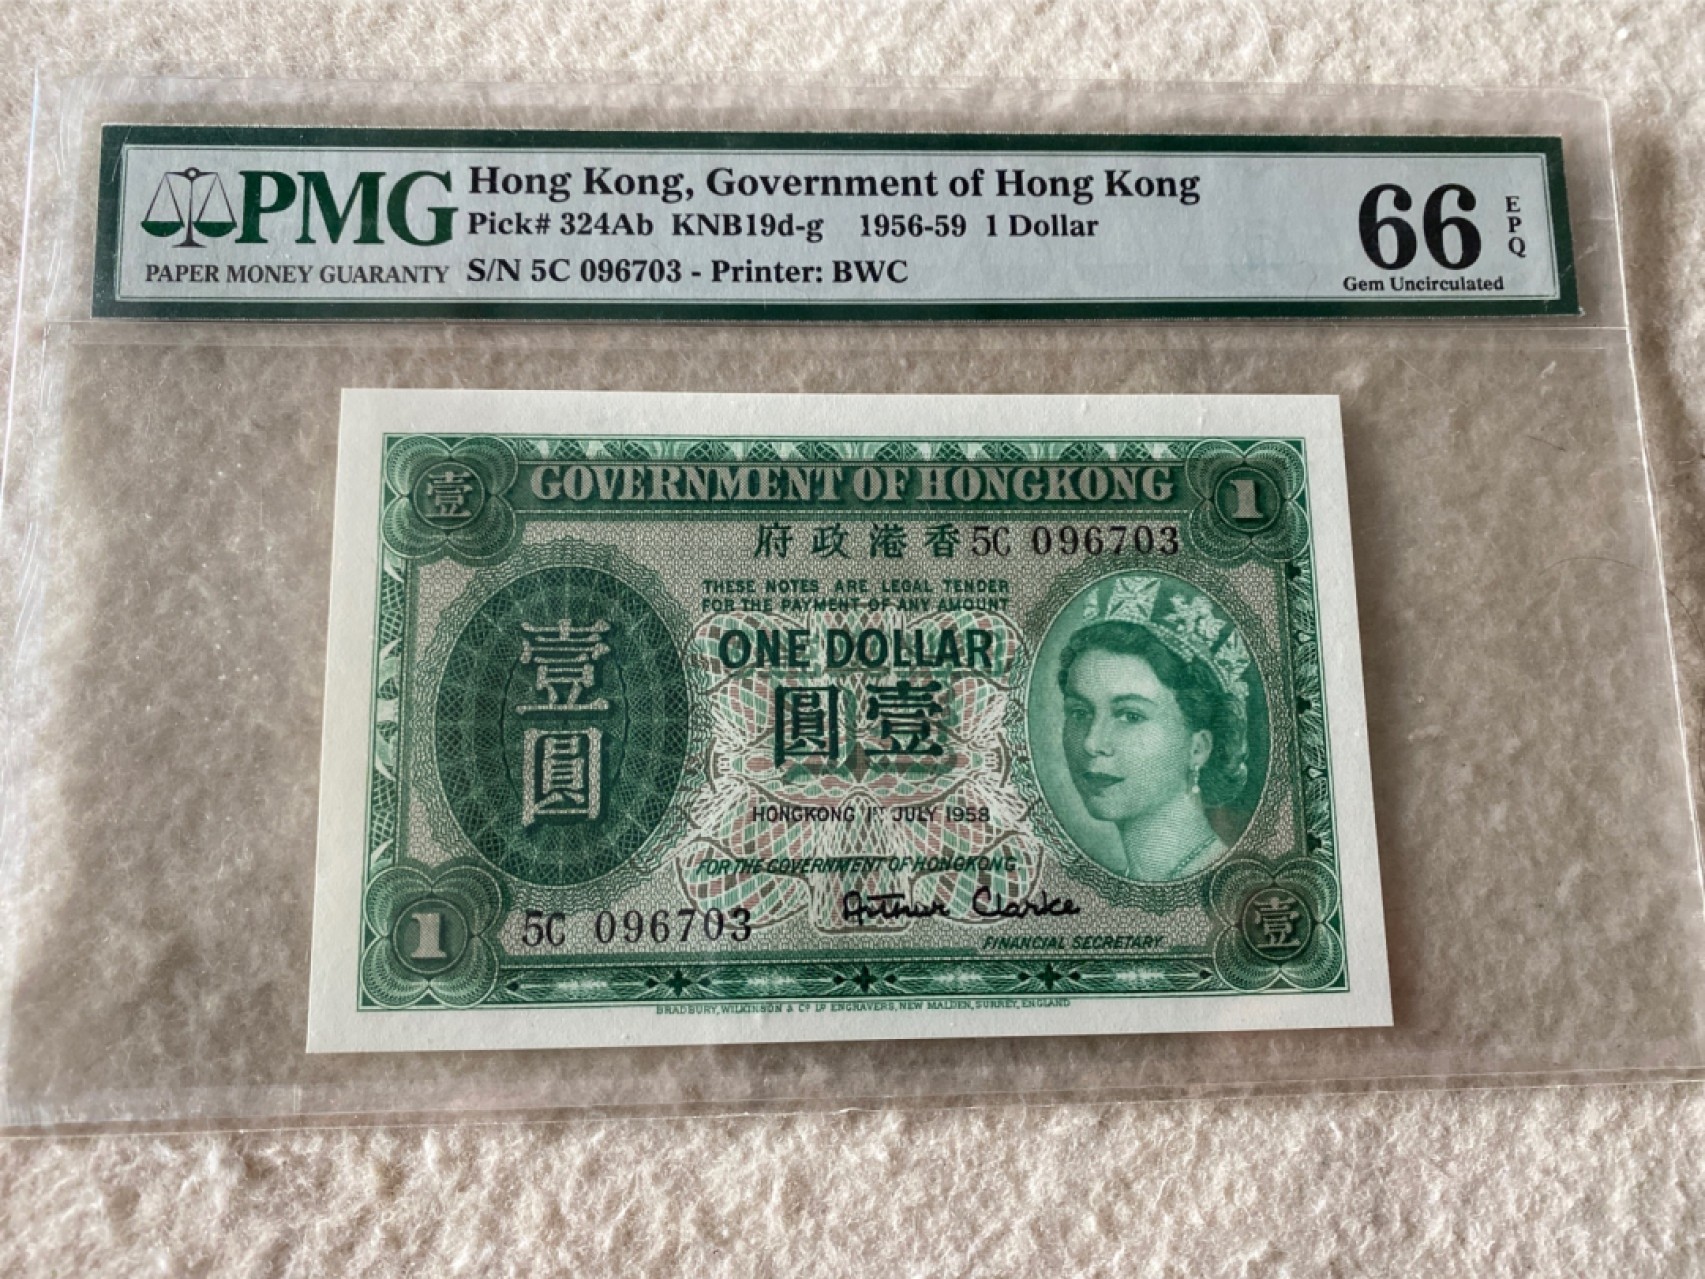 PMG
PAPER MONEY GUARANTY
Hong Kong, Government of Hong Kong
Pick# 324Ab KNB19d-g 1956-59 1 Dollar
S/N 5C 096703 - Printer: BWC
66
EPQ
Gem Uncirculated
壹
GOVERNMENT OF HONGKONG
1
府政港香
5C 096703
THESE NOTES ARE LEGAL TENDER
FOR THE PAYMENT OF ANY AMOUNT
ONE DOLLAR
圓壹
壹圓
HONGKONG 1ST JULY 1958
FOR THE GOVERNMENT OF HONGKONG
Arthur Clarke
FINANCIAL SECRETARY
5C 096703
1
壹
BRADBURY, WILKINSON & Co Ld ENGRAVERS, NEW MALDEN, SURREY, ENGLAND